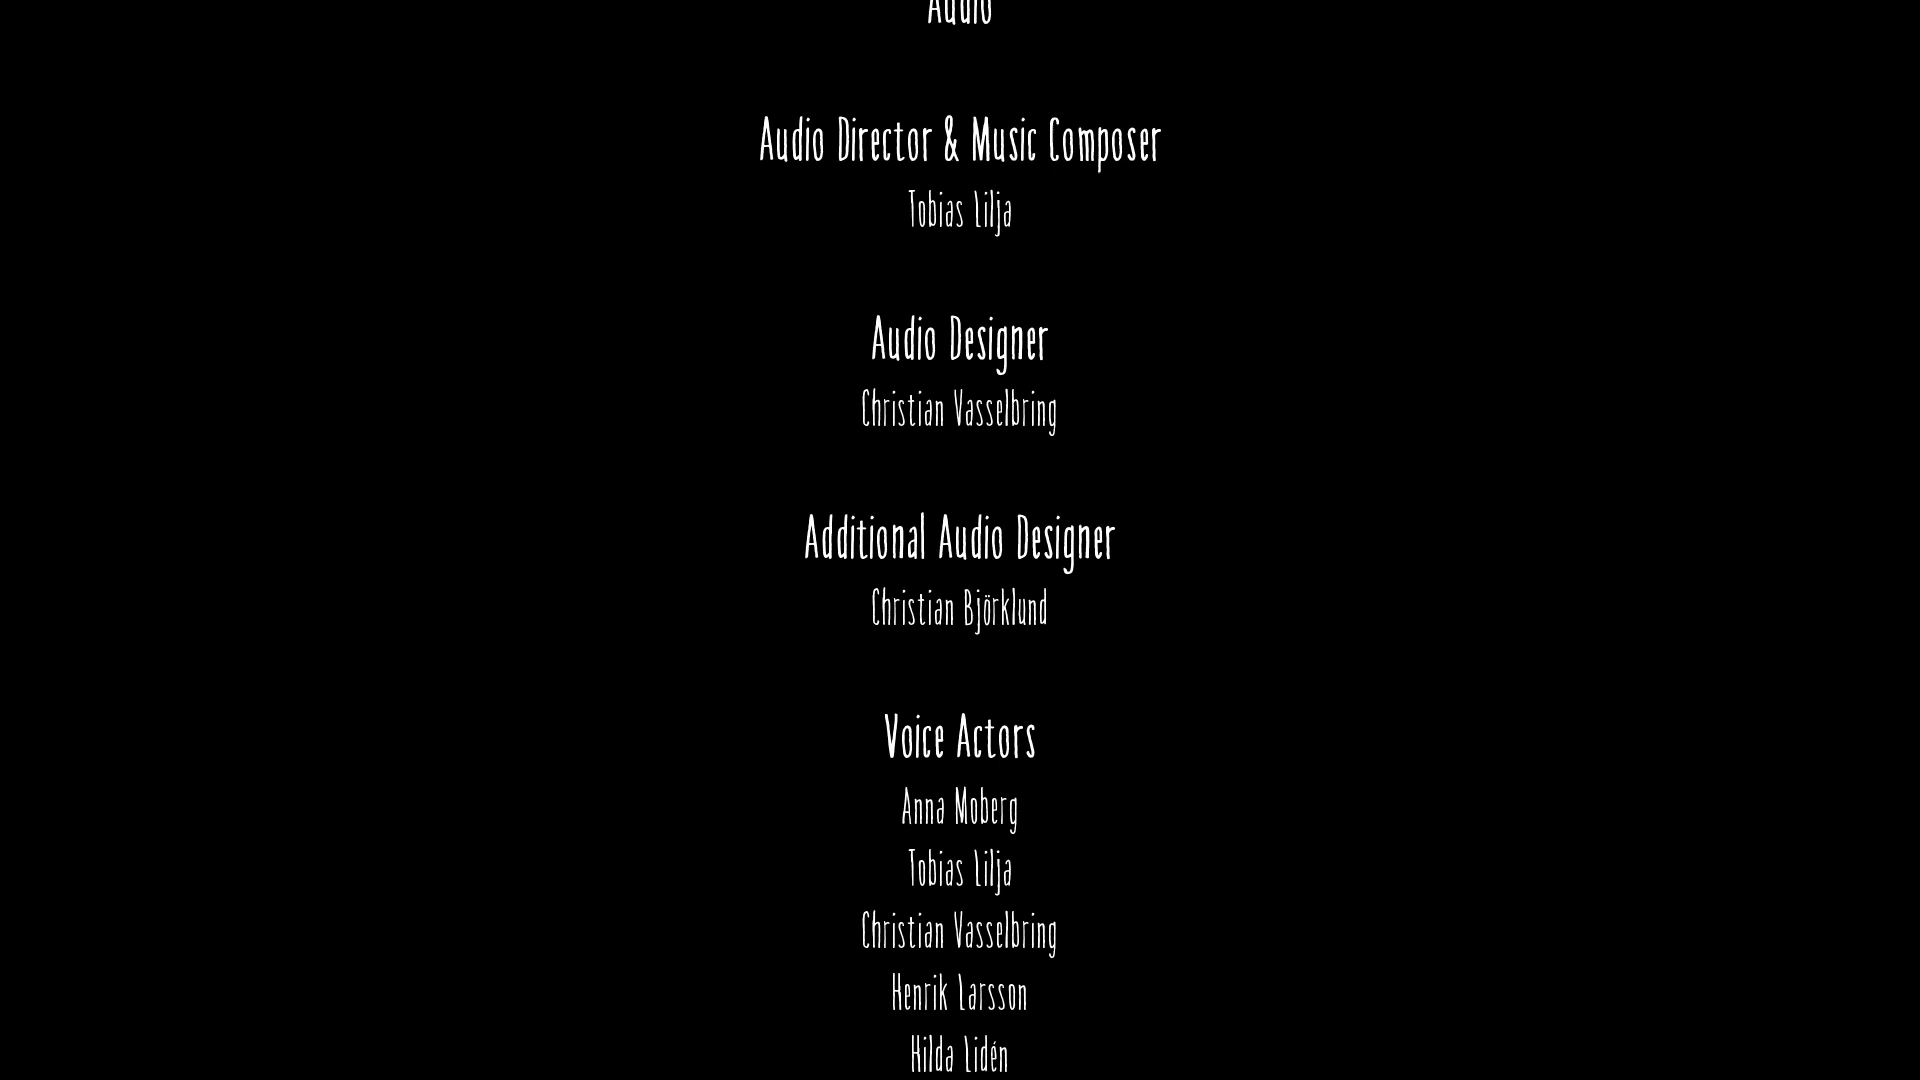 Audio
Audio Director & Music Composer
Tobias Lilja
Audio Designer
Christian Vasselbring
Additional Audio Designer
Christian Björklund
Voice Actors
Anna Moberg
Tobias Lilja
Christian Vasselbring
Henrik Larsson
Hilda Lidén